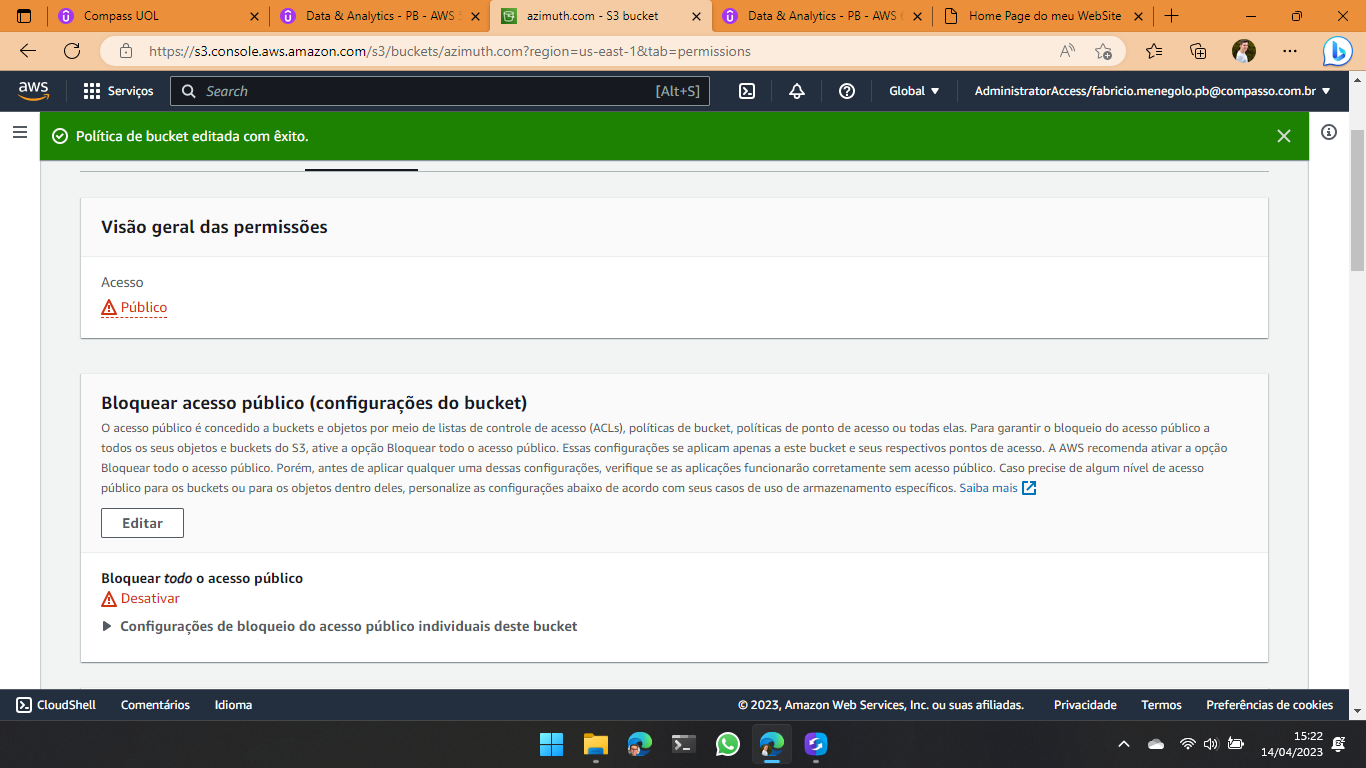 Compass UOL
Data & Analytics - PB - AWS S
azimuth.com - S3 bucket
Data & Analytics - PB - AWS C
Home Page do meu WebSite
https://s3.console.aws.amazon.com/s3/buckets/azimuth.com?region=us-east-1&tab=permissions
aws
Serviços
Search
[Alt+S]
Global
AdministratorAccess/fabricio.menegolo.pb@compasso.com.br
Política de bucket editada com êxito.
Visão geral das permissões
Acesso
Público
Bloquear acesso público (configurações do bucket)
O acesso público é concedido a buckets e objetos por meio de listas de controle de acesso (ACLs), políticas de bucket, políticas de ponto de acesso ou todas elas. Para garantir o bloqueio do acesso público a
todos os seus objetos e buckets do S3, ative a opção Bloquear todo o acesso público. Essas configurações se aplicam apenas a este bucket e seus respectivos pontos de acesso. A AWS recomenda ativar a opção
Bloquear todo o acesso público. Porém, antes de aplicar qualquer uma dessas configurações, verifique se as aplicações funcionarão corretamente sem acesso público. Caso precise de algum nível de acesso
público para os buckets ou para os objetos dentro deles, personalize as configurações abaixo de acordo com seus casos de uso de armazenamento específicos. Saiba mais
Editar
Bloquear todo o acesso público
Desativar
Configurações de bloqueio do acesso público individuais deste bucket
CloudShell
Comentários
Idioma
© 2023, Amazon Web Services, Inc. ou suas afiliadas.
Privacidade
Termos
Preferências de cookies
15:22
14/04/2023